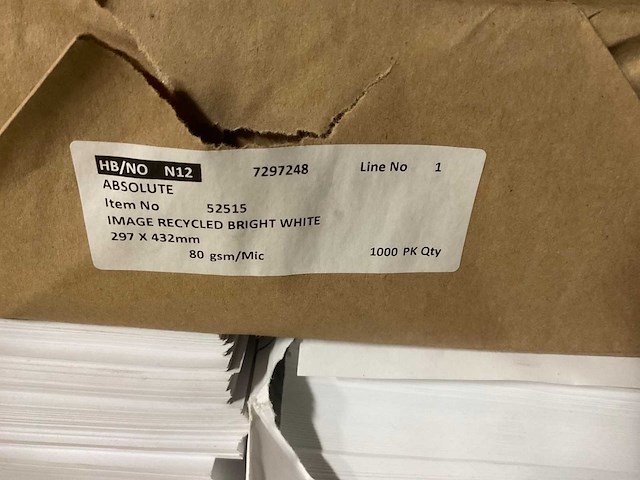 HB/NO N12 7297248 Line No 1
ABSOLUTE
Item No 52515
IMAGE RECYCLED BRIGHT WHITE
297 X 432mm
80 gsm/Mic 1000 PK Qty